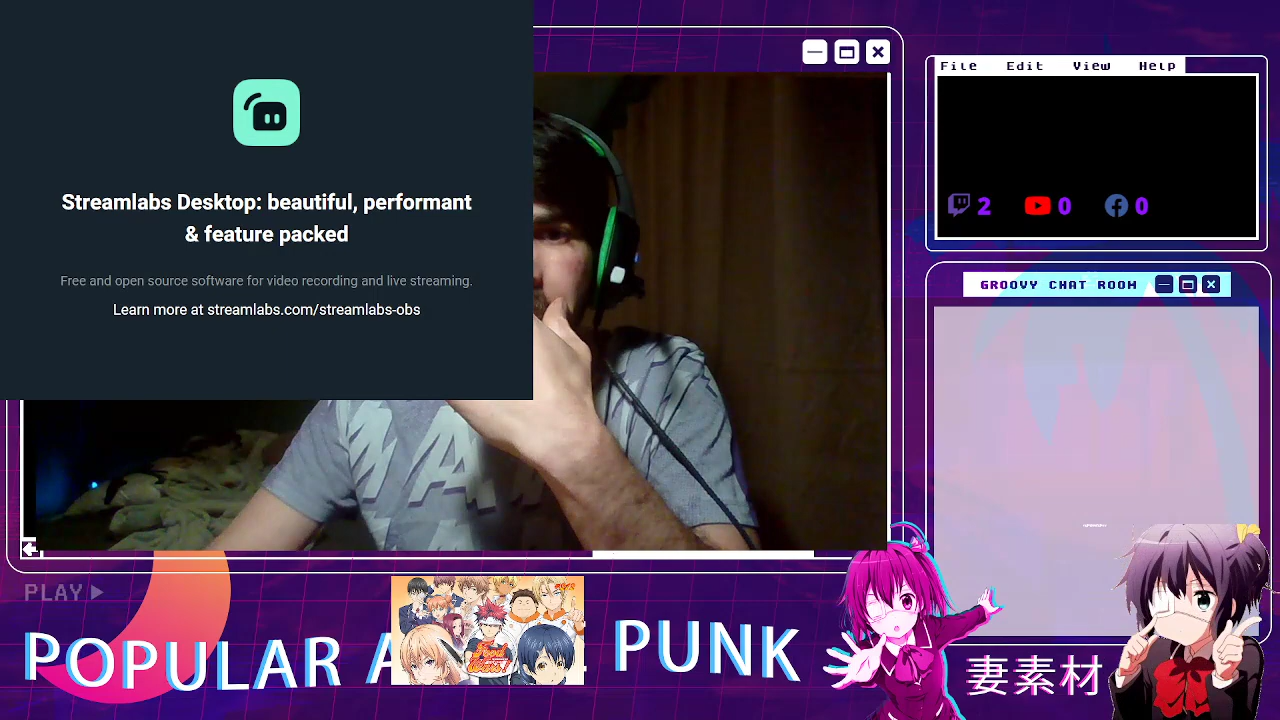 Streamlabs Desktop: beautiful, performant
& feature packed
Free and open source software for video recording and live streaming.
Learn more at streamlabs.com/streamlabs-obs
File Edit View Help
2 0 0
GROOVY CHAT ROOM
PLAY
POPULAR A
PUNK
妻素材